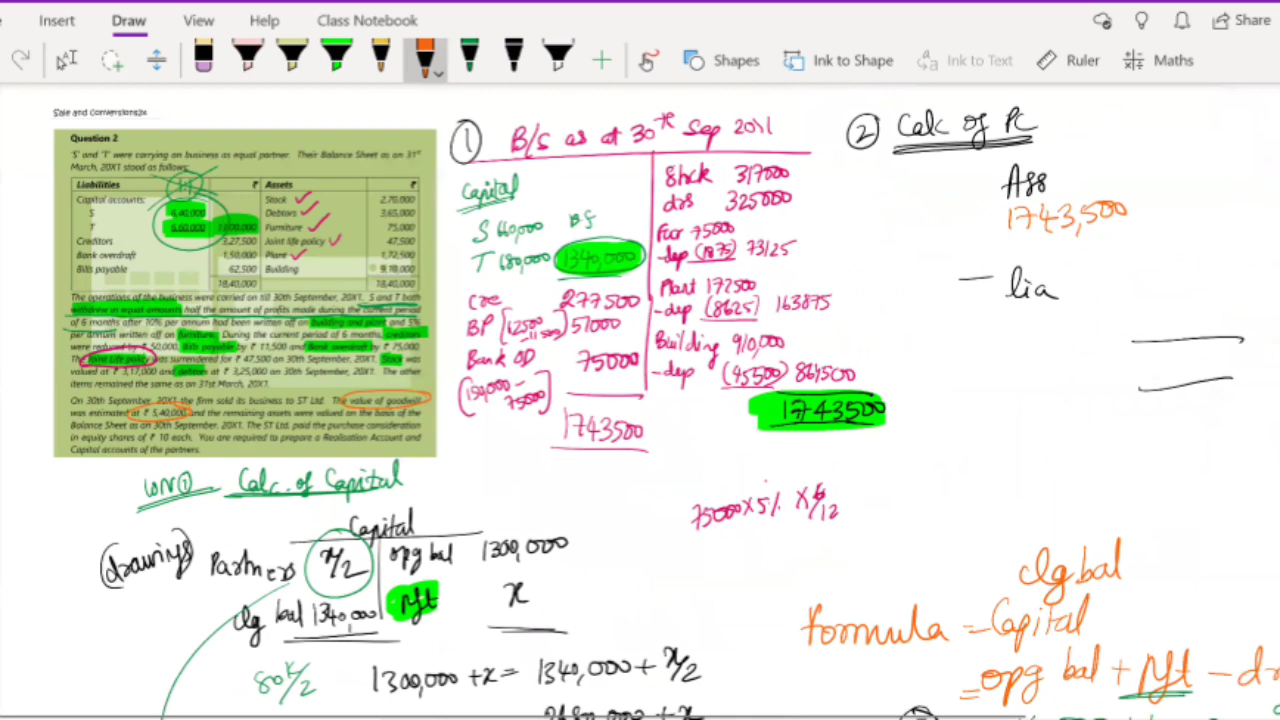 Insert Draw View Help Class Notebook Share
Shapes Ink to Shape Ink to Text Ruler Maths
Sale and Conversion
Question 2
'S' and 'T' were carrying on business as equal partner. Their Balance Sheet as on 31st
March, 20X1 stood as follows:
Liabilities ₹ Assets ₹
Capital accounts: Stock 2,70,000
S 6,40,000 Debtors 3,65,000
T 6,60,000 13,00,000 Furniture 75,000
Creditors 3,27,500 Joint life policy 47,500
Bank overdraft 1,50,000 Plant 1,72,500
Bills payable 62,500 Building 9,10,000
18,40,000 18,40,000
The operations of the business were carried on till 30th September, 20X1. S and T both
withdrew in equal amounts half the amount of profits made during the current period
of 6 months after 10% per annum had been written off on building and plant and 5%
per annum written off on furniture. During the current period of 6 months, creditors
were reduced by ₹ 50,000, Bills payable by ₹ 11,500 and Bank overdraft by ₹ 75,000.
The Joint Life policy was surrendered for ₹ 47,500 on 30th September, 20X1. Stock was
valued at ₹ 3,17,000 and debtors at ₹ 3,25,000 on 30th September, 20X1. The other
items remained the same as on 31st March, 20X1.
On 30th September, 20X1 the firm sold its business to ST Ltd. The value of goodwill
was estimated at ₹ 5,40,000 and the remaining assets were valued on the basis of the
Balance Sheet as on 30th September, 20X1. The ST Ltd. paid the purchase consideration
in equity shares of ₹ 10 each. You are required to prepare a Realisation Account and
Capital accounts of the partners.
① B/S as at 30th Sep 20X1
Capital
S 660,000 BS
T 680,000 1340,000
Cre 277500
BP 51000
Bank OD 75000
(150,000 - 75000)
1743500
Stock 317000
drs 325000
Fur 75000
-dep (1875) 73125
Plant 172500
-dep (8625) 163875
Building 910,000
-dep (45500) 864500
1743500
75000 x 5% x 6/12
② Calc of PC
Ass
1743,500
- Lia
WN ① Calc. of Capital
Capital
(drawings) Partners x/2 opg bal 1300,000
clg bal 1340,000 pft x
80K/2 1300,000 + x = 1340,000 + x/2
clg bal
formula = Capital
= opg bal + pft - d